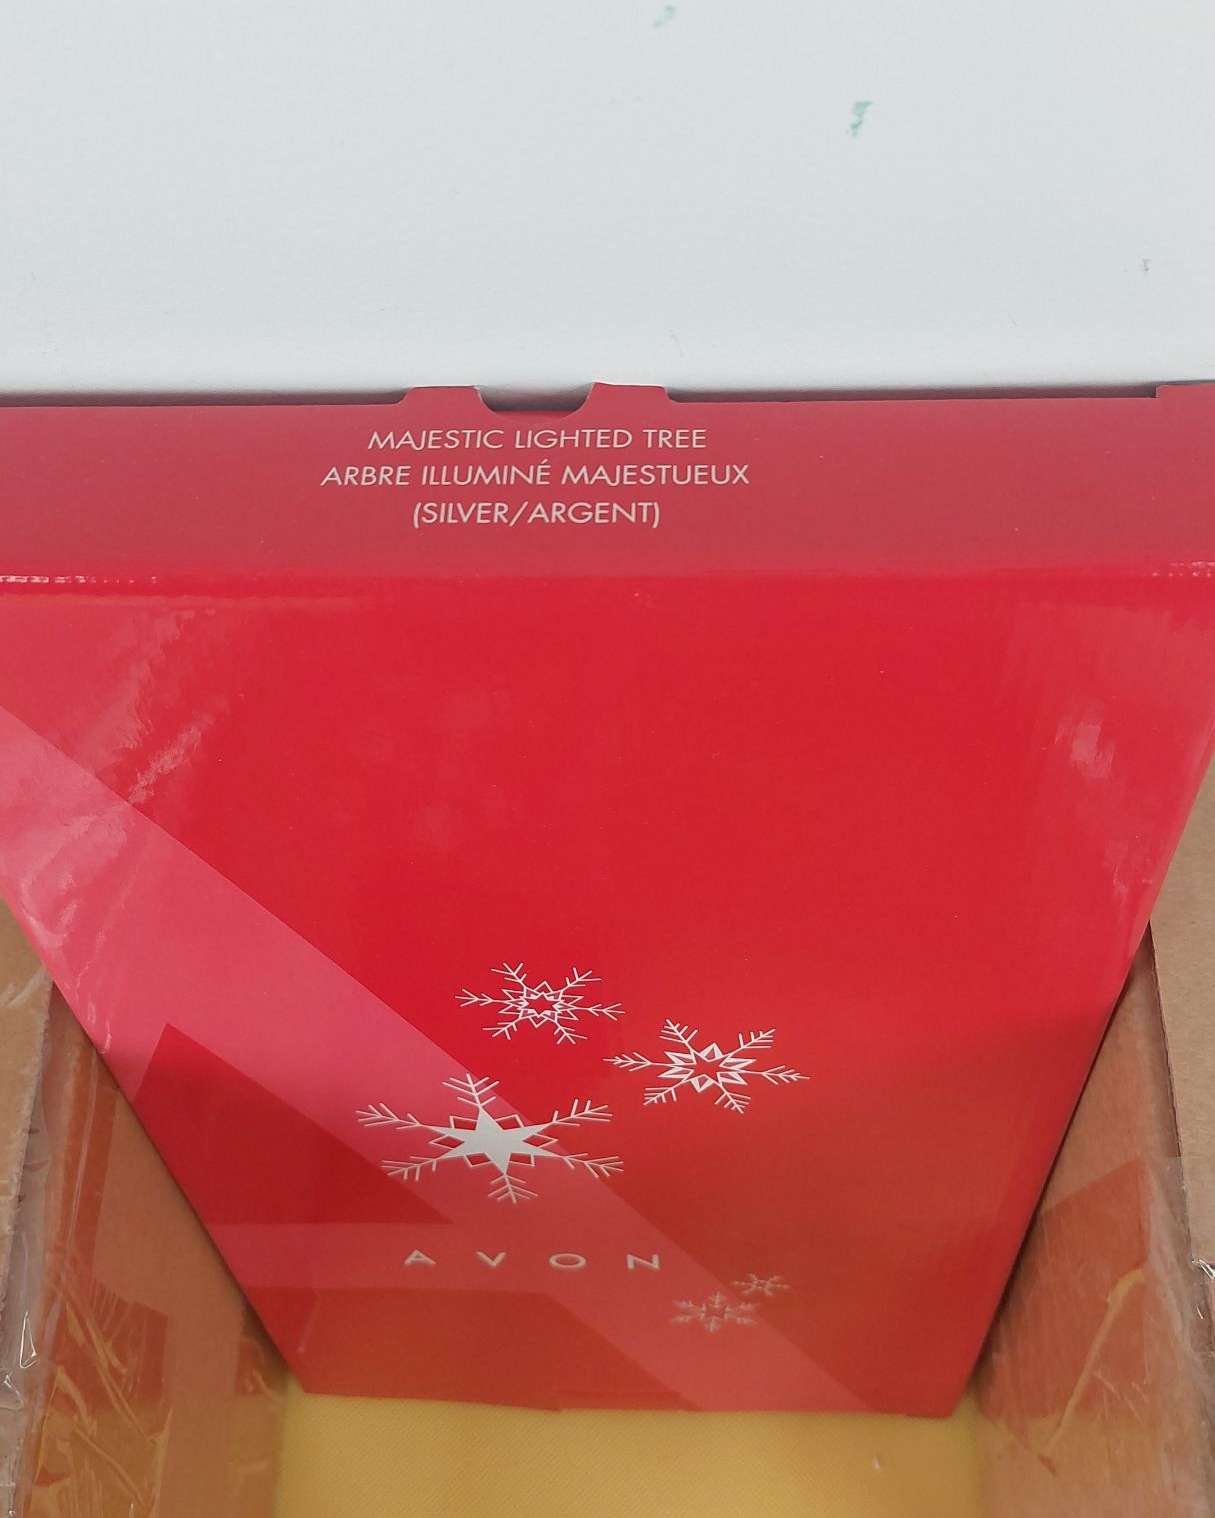 MAJESTIC LIGHTED TREE
ARBRE ILLUMINÉ MAJESTUEUX
(SILVER/ARGENT)
AVON